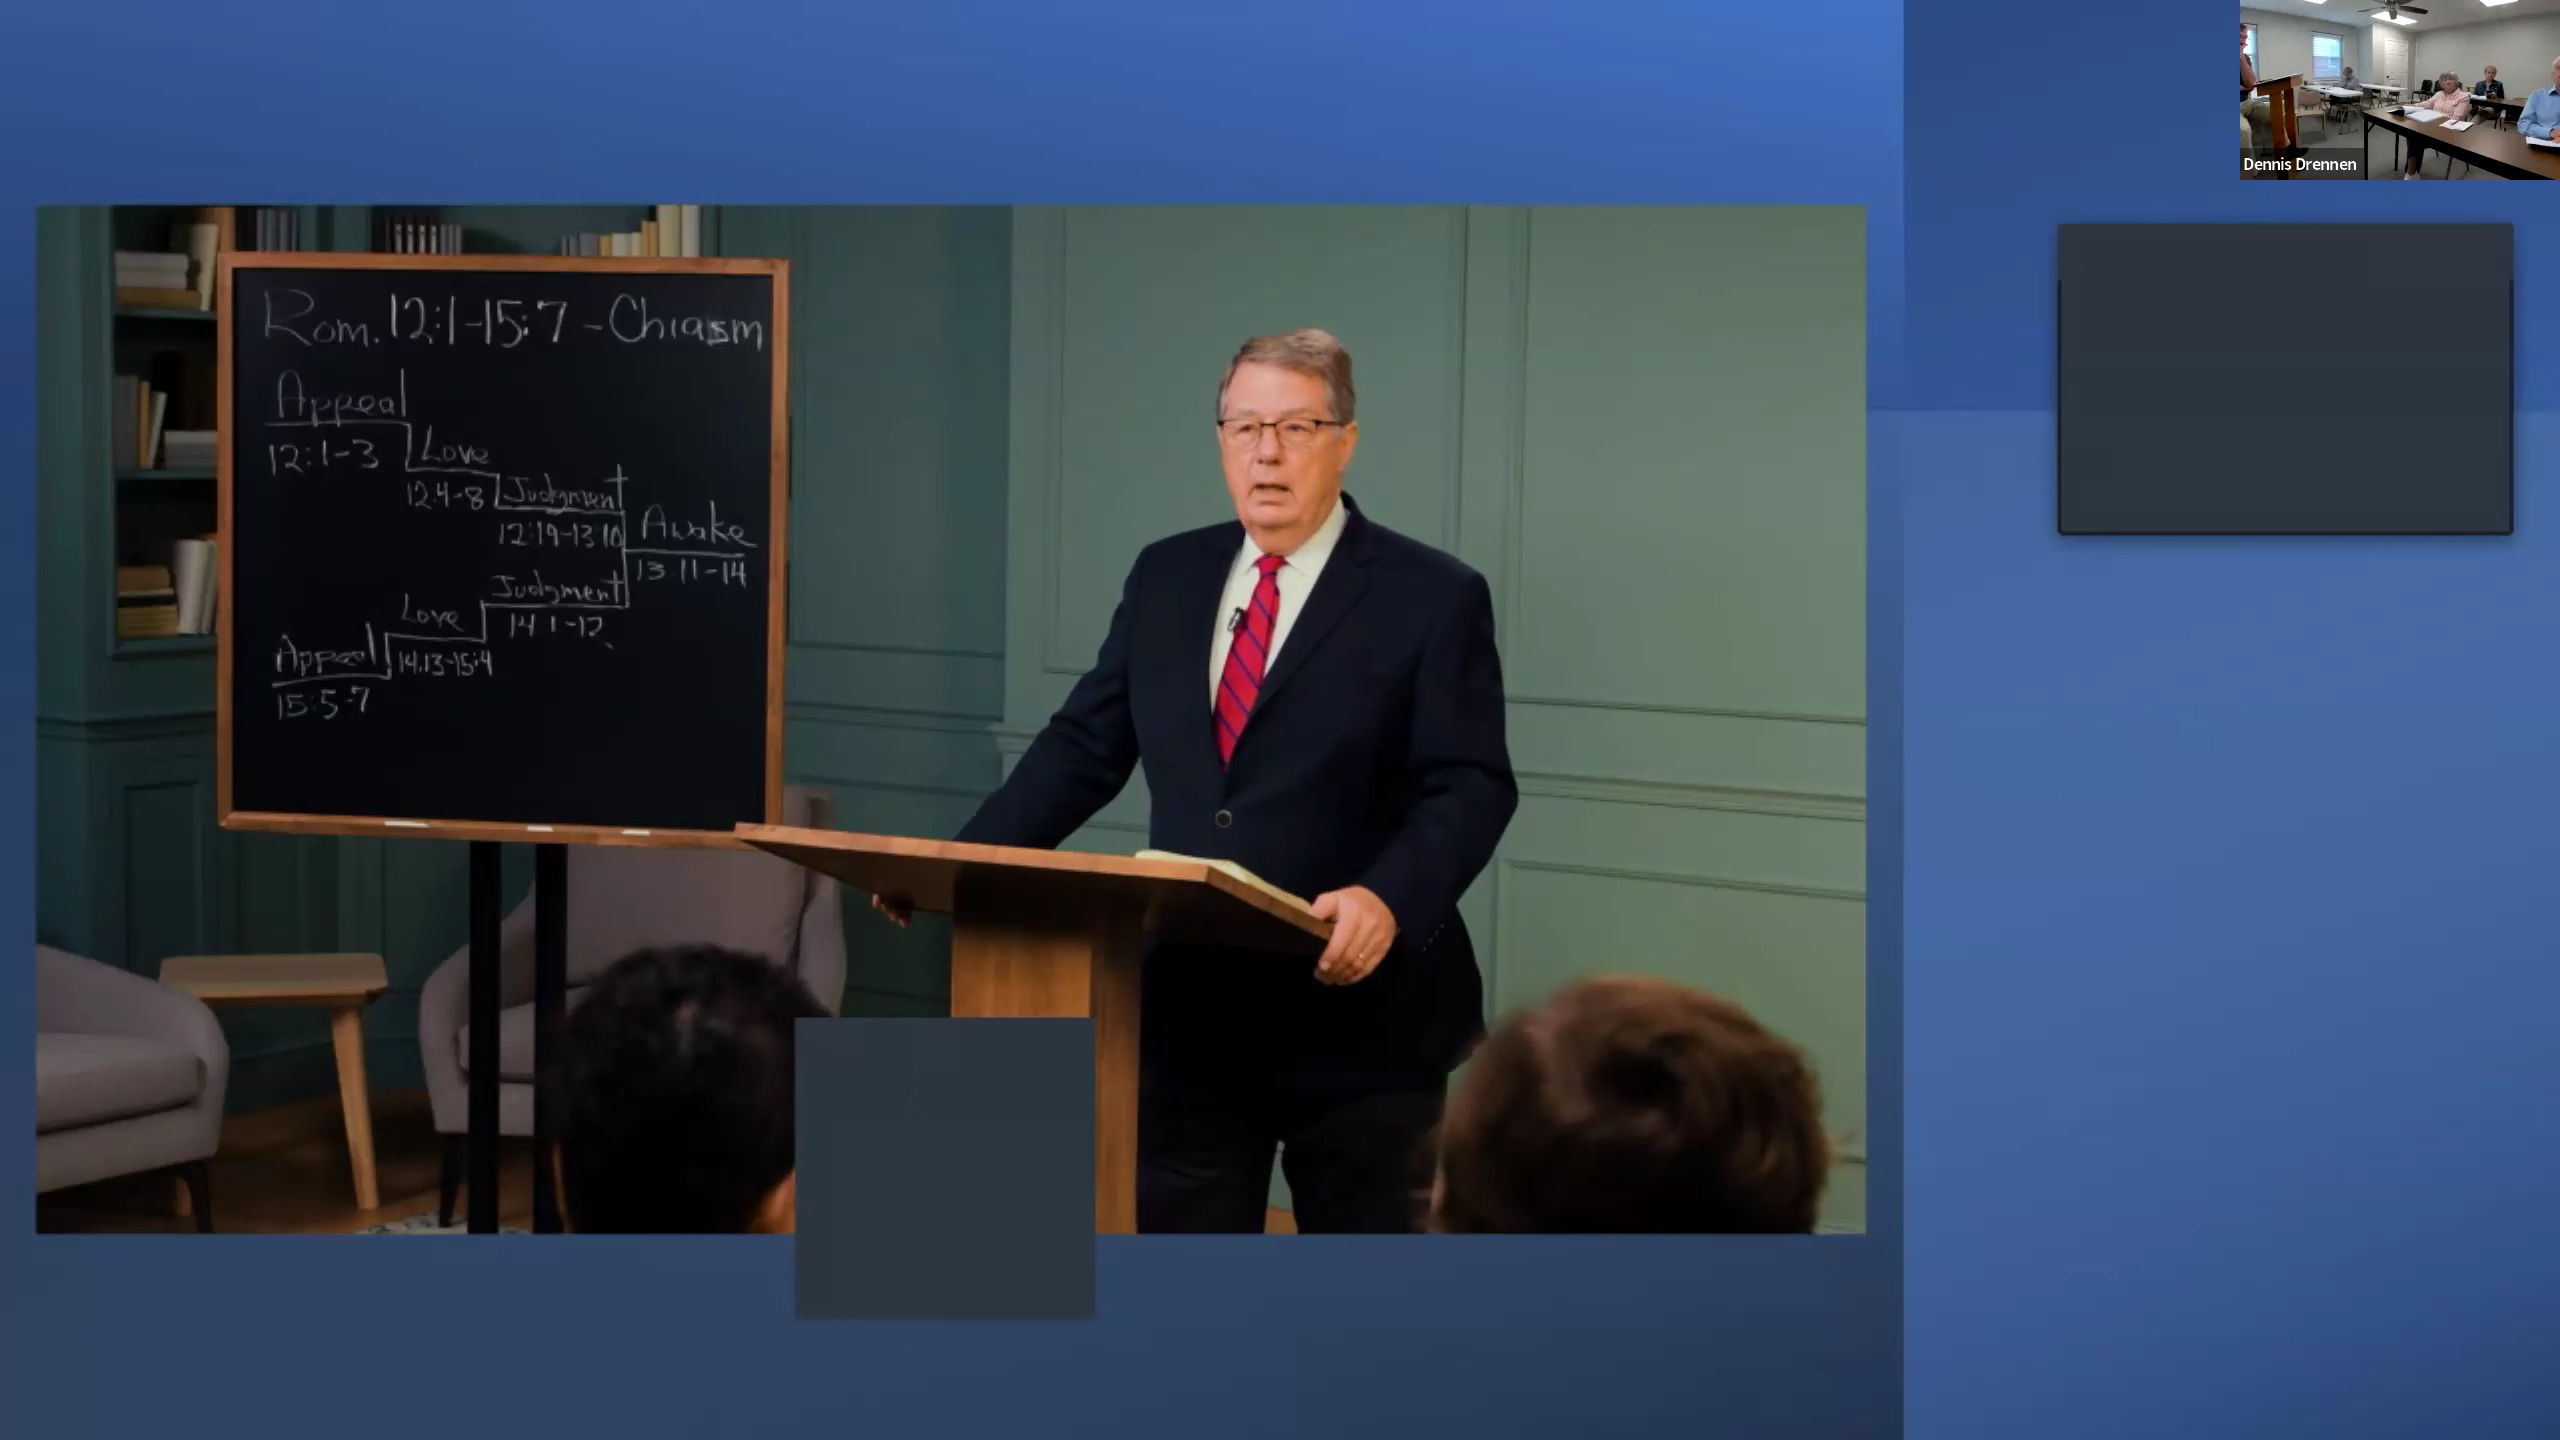 Rom. 12:1-15:7 - Chiasm
Appeal
12:1-3
Love
12:4-8
Judgment
12:19-13:10
Awake
13:11-14
Judgment
14:1-12
Love
14:13-15:4
Appeal
15:5-7
Dennis Drennen